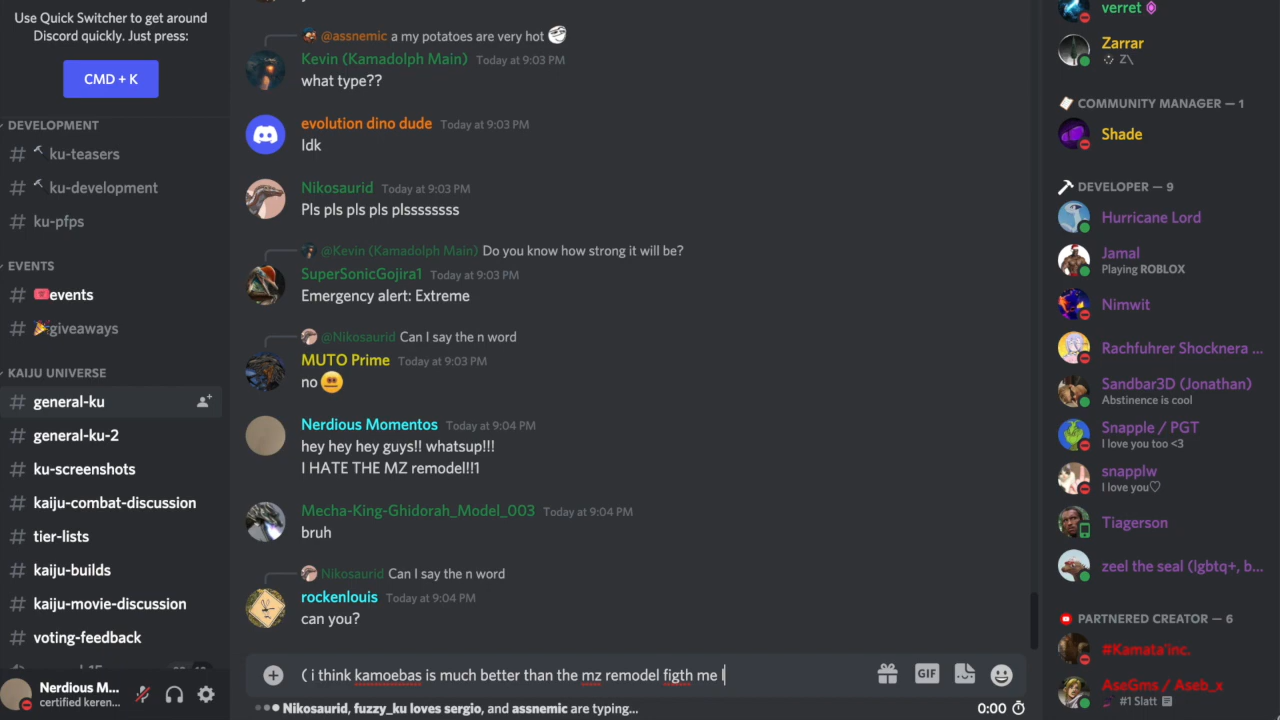 Use Quick Switcher to get around
Discord quickly. Just press:
CMD + K
DEVELOPMENT
# ku-teasers
# ku-development
# ku-pfps
EVENTS
# events
# giveaways
KAIJU UNIVERSE
# general-ku
# general-ku-2
# ku-screenshots
# kaiju-combat-discussion
# tier-lists
# kaiju-builds
# kaiju-movie-discussion
# voting-feedback
Nerdious M...
certified keren...
@assnemic a my potatoes are very hot
Kevin (Kamadolph Main) Today at 9:03 PM
what type??
evolution dino dude Today at 9:03 PM
Idk
Nikosaurid Today at 9:03 PM
Pls pls pls pls plssssssss
@Kevin (Kamadolph Main) Do you know how strong it will be?
SuperSonicGojira1 Today at 9:03 PM
Emergency alert: Extreme
@Nikosaurid Can I say the n word
MUTO Prime Today at 9:03 PM
no
Nerdious Momentos Today at 9:04 PM
hey hey hey guys!! whatsup!!!
I HATE THE MZ remodel!!1
Mecha-King-Ghidorah_Model_003 Today at 9:04 PM
bruh
Nikosaurid Can I say the n word
rockenlouis Today at 9:04 PM
can you?
( i think kamoebas is much better than the mz remodel figth me l
GIF
Nikosaurid, fuzzy_ku loves sergio, and assnemic are typing...
0:00
verret
Zarrar
Z\
COMMUNITY MANAGER — 1
Shade
DEVELOPER — 9
Hurricane Lord
Jamal
Playing ROBLOX
Nimwit
Rachfuhrer Shocknera ...
Sandbar3D (Jonathan)
Abstinence is cool
Snapple / PGT
I love you too <3
snapplw
I love you♡
Tiagerson
zeel the seal (lgbtq+, b...
PARTNERED CREATOR — 6
#Kamata'inc.
AseGms / Aseb_x
#1 Slatt